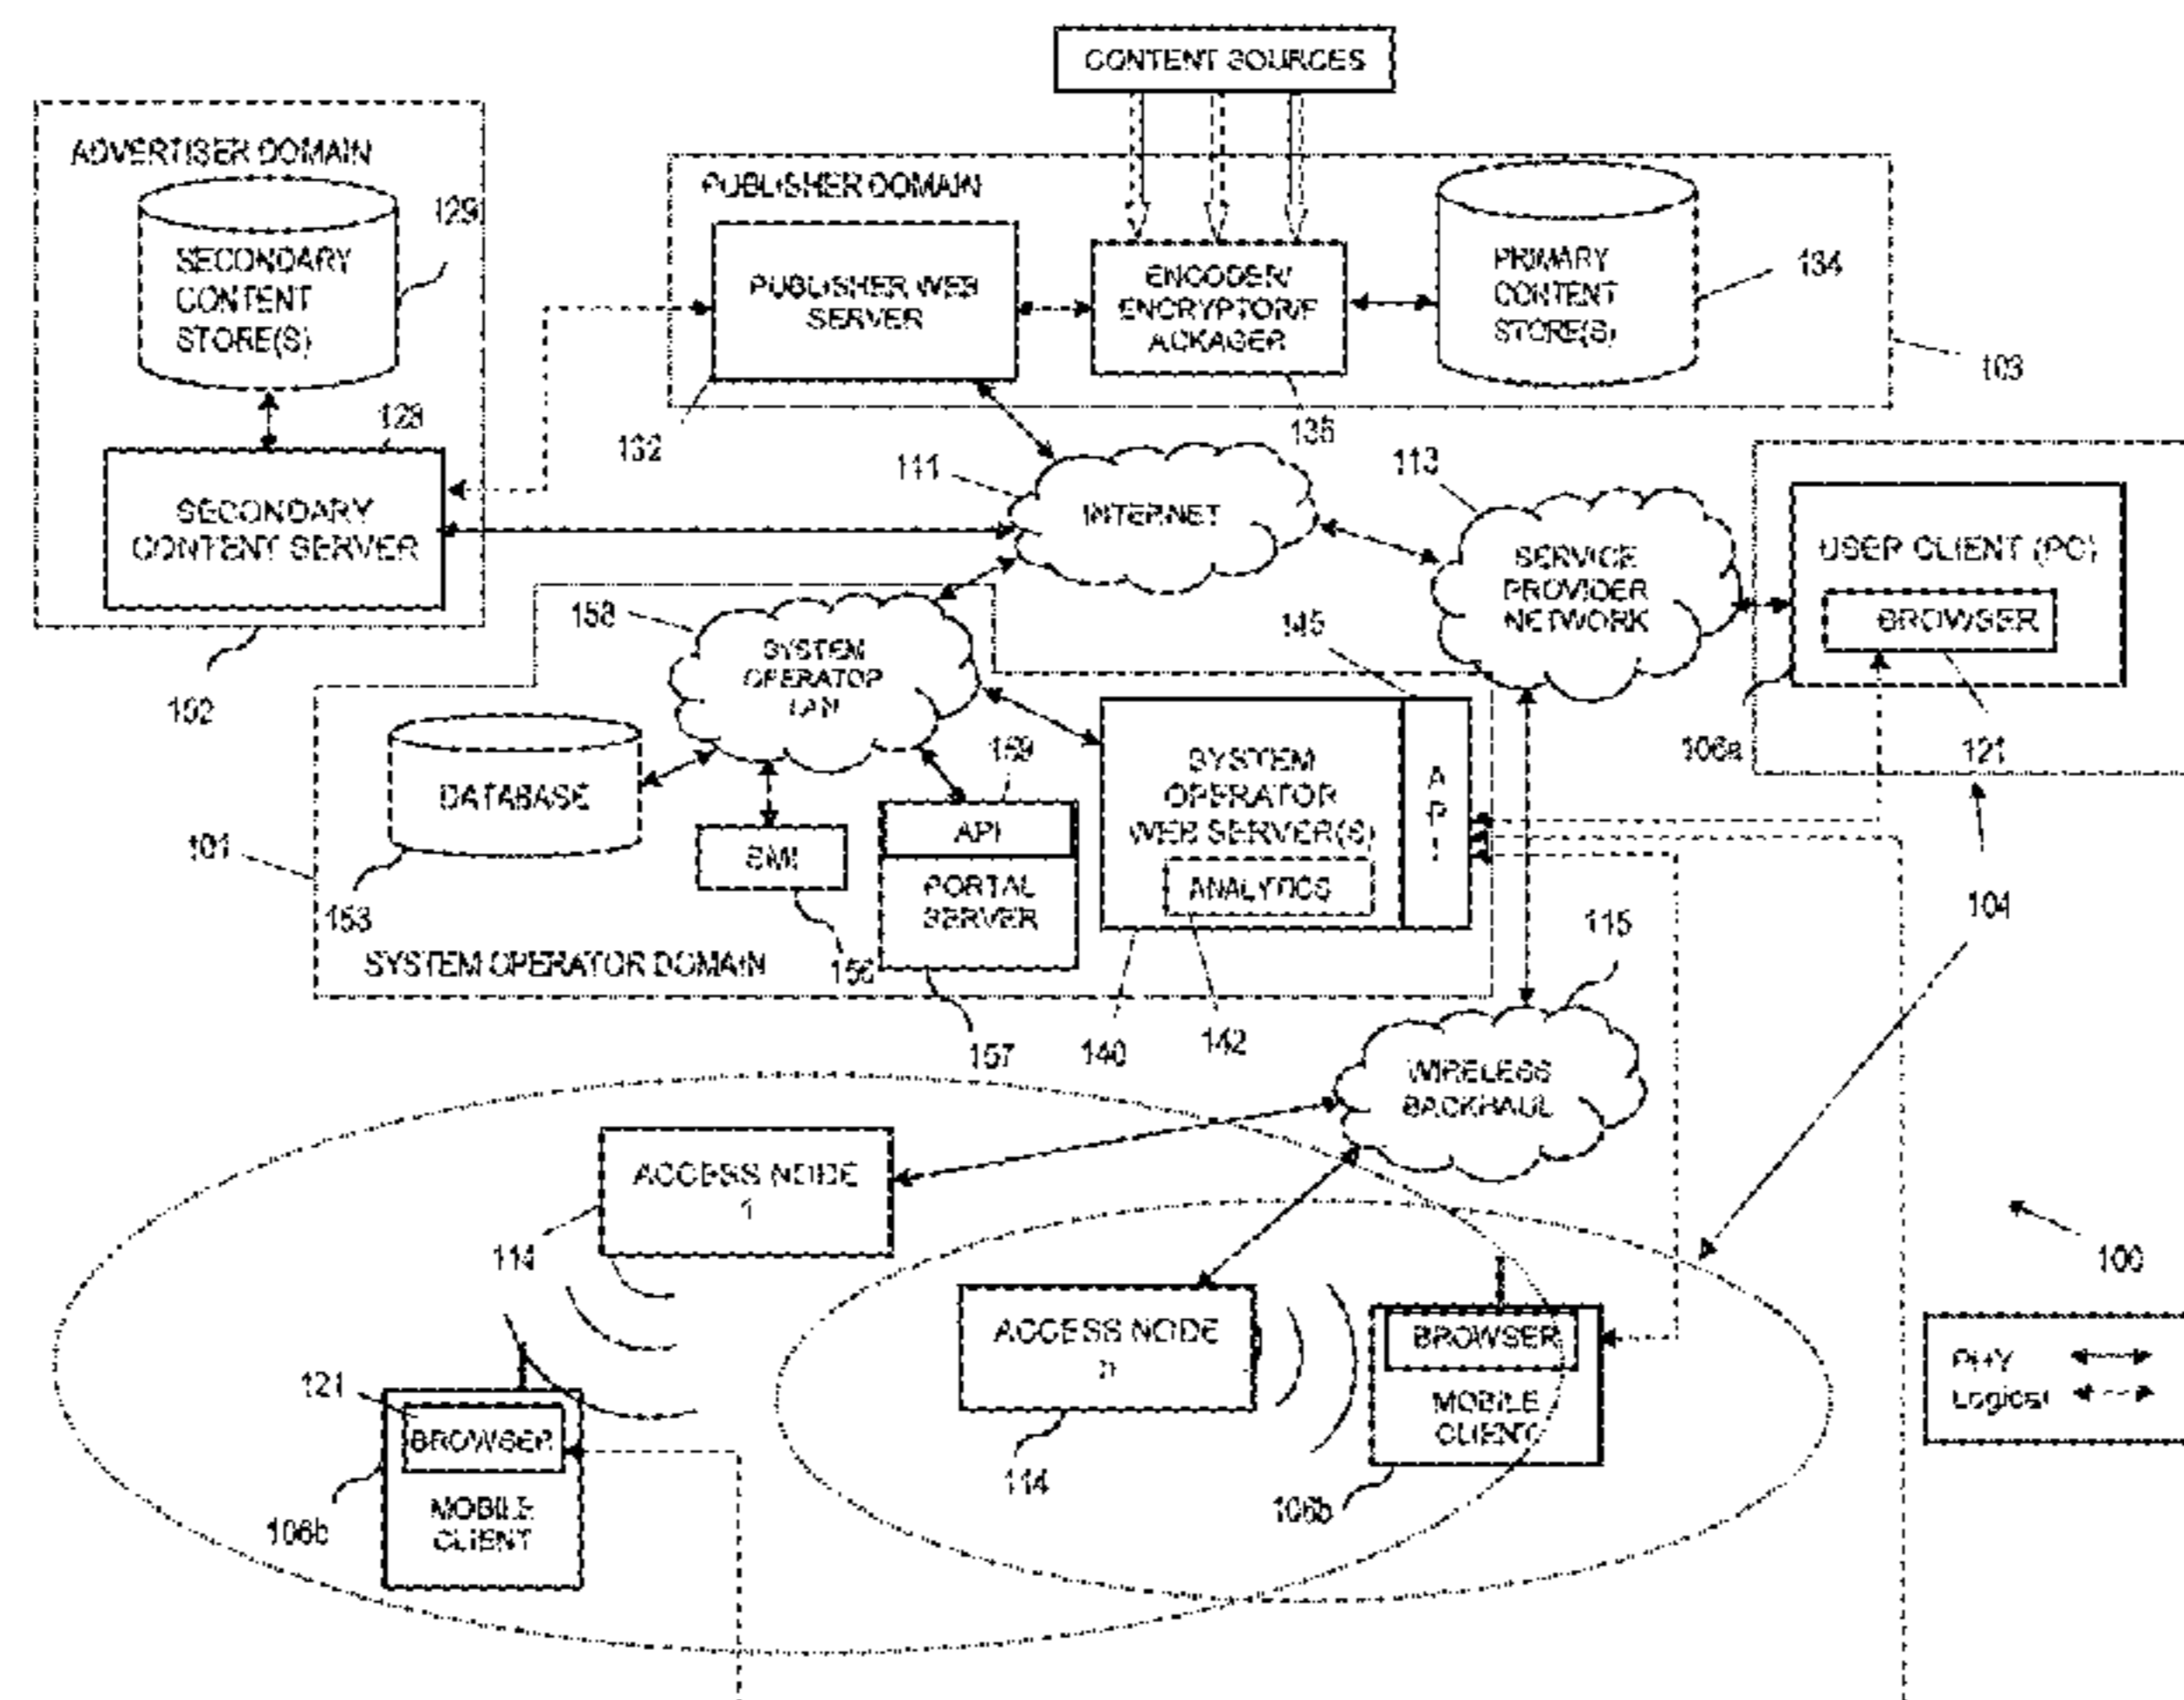 CONTENT SOURCES
ADVERTISER DOMAIN
129
SECONDARY
CONTENT
STORE(S)
128
SECONDARY
CONTENT SERVER
102
PUBLISHER DOMAIN
PUBLISHER WEB
SERVER
132
ENCODER/
ENCRYPTOR/P
ACKAGER
PRIMARY
CONTENT
STORE(S)
134
103
111
INTERNET
113
SERVICE
PROVIDER
NETWORK
USER CLIENT (PC)
BROWSER
106a
121
104
158
SYSTEM
OPERATOR
LAN
145
DATABASE
153
101
BMI
156
159
API
PORTAL
SERVER
157
SYSTEM
OPERATOR
WEB SERVER(S)
ANALYTICS
A
P
I
140
142
SYSTEM OPERATOR DOMAIN
115
WIRELESS
BACKHAUL
ACCESS NODE
1
114
ACCESS NODE
n
114
BROWSER
MOBILE
CLIENT
106b
121
BROWSER
MOBILE
CLIENT
106b
100
PHY
Logical